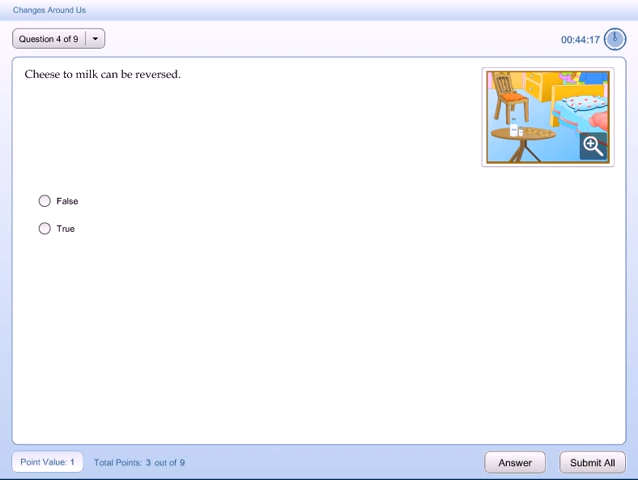 Changes Around Us
Question 4 of 9
00:44:17
Cheese to milk can be reversed.
False
True
Point Value: 1
Total Points: 3 out of 9
Answer
Submit All